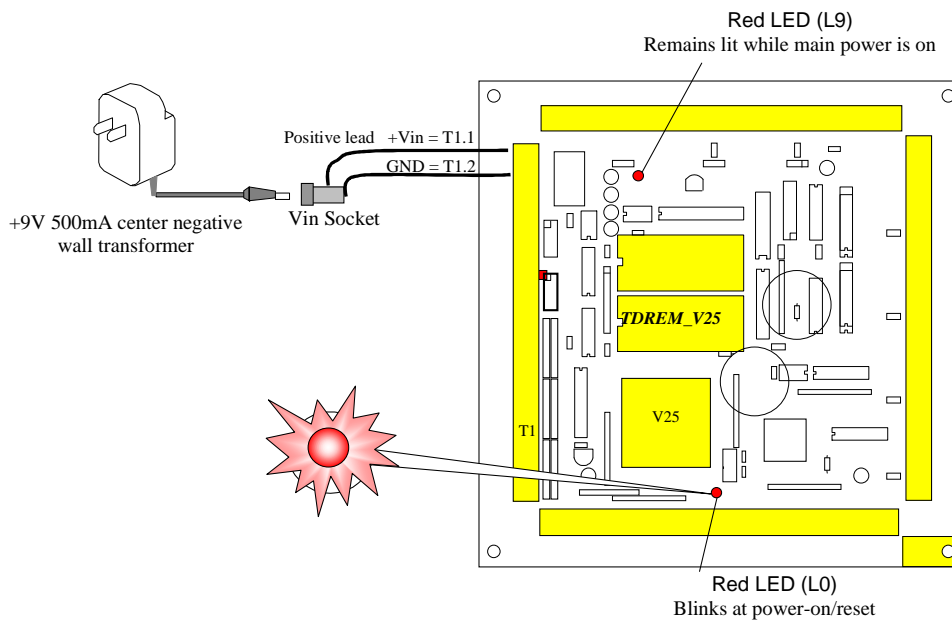 Red LED (L9)
Remains lit while main power is on
Positive lead +Vin = T1.1
GND = T1.2
+9V 500mA center negative
wall transformer
Vin Socket
TDREM_V25
V25
T1
Red LED (L0)
Blinks at power-on/reset